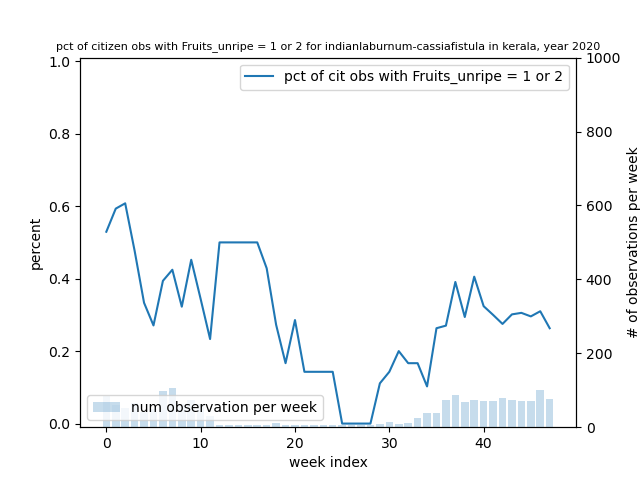 pct of citizen obs with Fruits_unripe = 1 or 2 for indianlaburnum-cassiafistula in kerala, year 2020
pct of cit obs with Fruits_unripe = 1 or 2
num observation per week
percent
1.0
0.8
0.6
0.4
0.2
0.0
# of observations per week
1000
800
600
400
200
0
0 10 20 30 40
week index